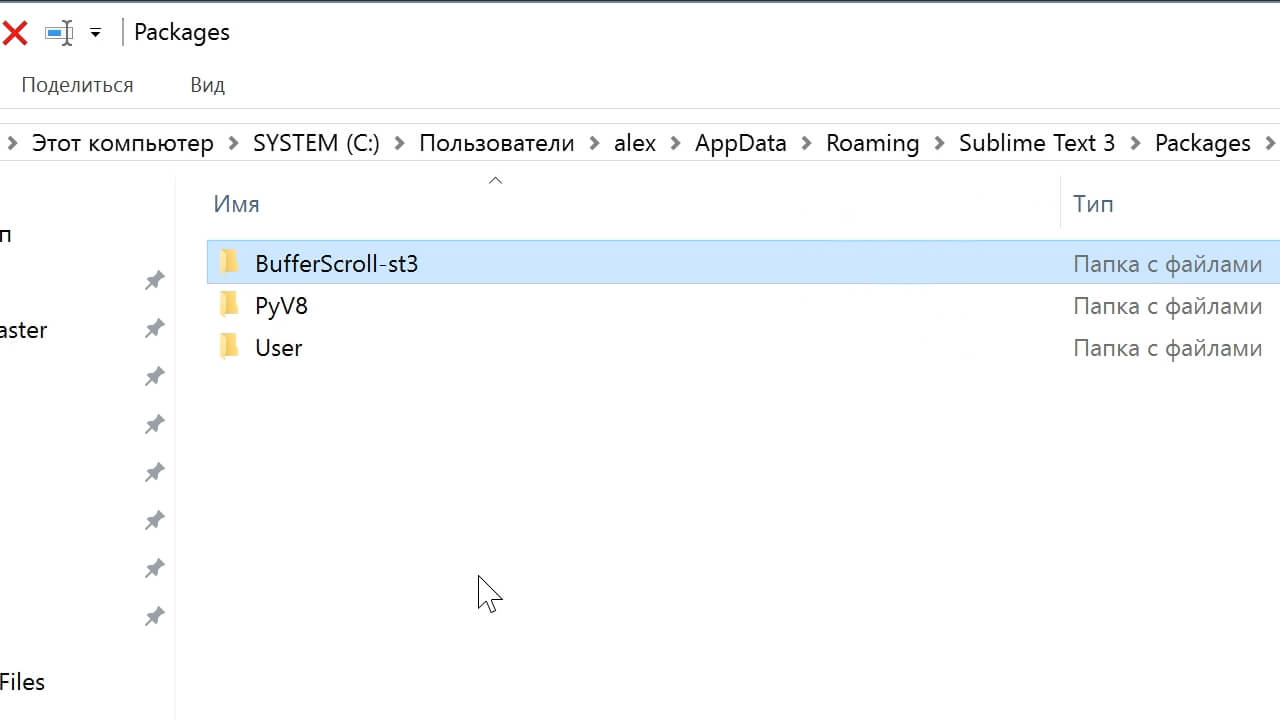 Packages
Поделиться Вид
Этот компьютер SYSTEM (C:) Пользователи alex AppData Roaming Sublime Text 3 Packages
Имя Тип
п
BufferScroll-st3 Папка с файлами
PyV8 Папка с файлами
aster
User Папка с файлами
Files